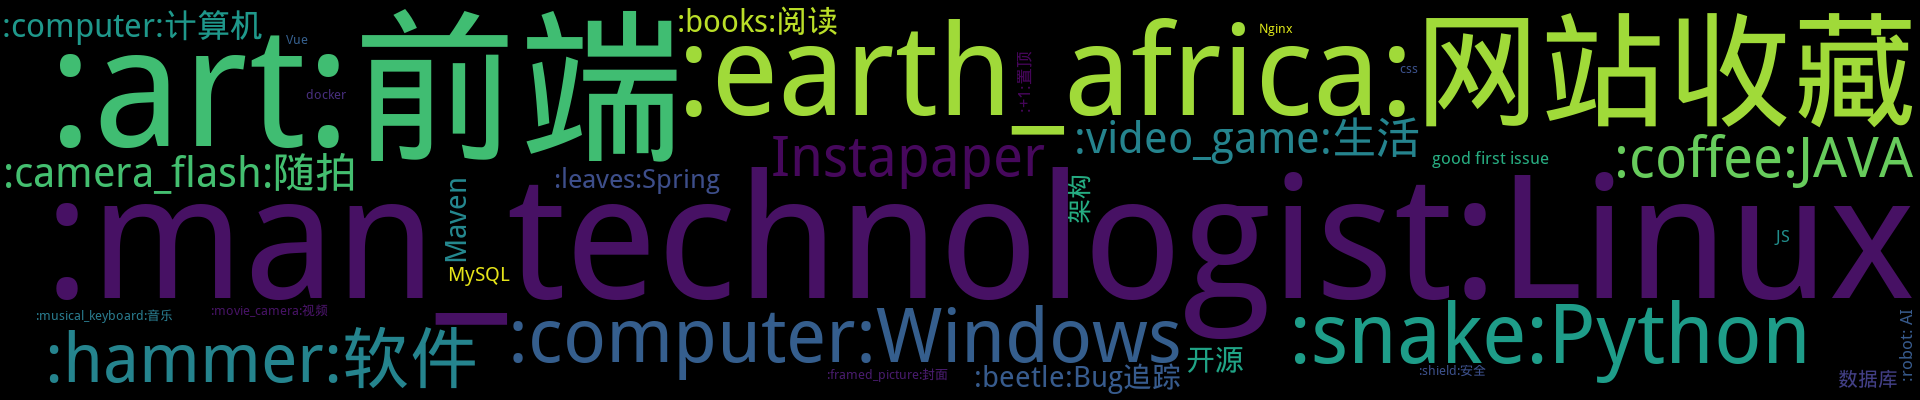 :computer:计算机
Vue
:art:前端
docker
:books:阅读
:earth_africa:网站收藏
:+1:置顶
Nginx
css
:camera_flash:随拍
:leaves:Spring
Instapaper
:video_game:生活
good first issue
:coffee:JAVA
:man_technologist:Linux
Maven
架构
JS
MySQL
:musical_keyboard:音乐
:movie_camera:视频
:hammer:软件
:computer:Windows
:framed_picture:封面
:beetle:Bug追踪
开源
:snake:Python
:shield:安全
数据库
:robot: AI